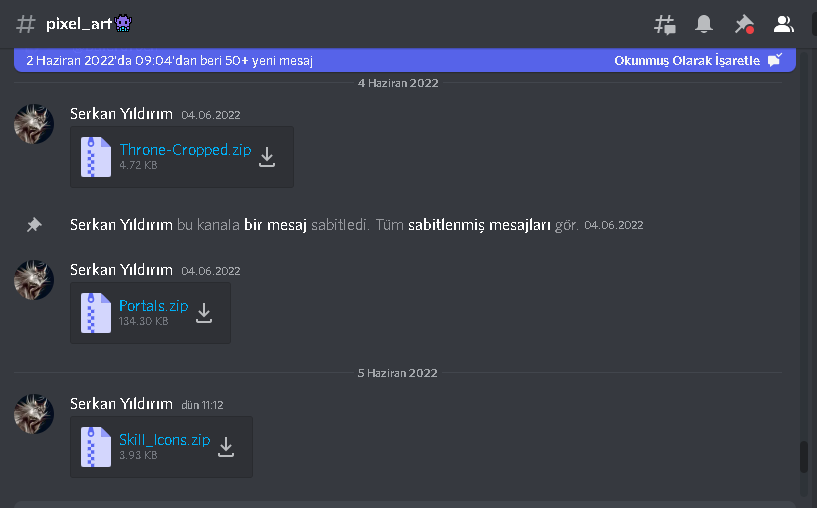 pixel_art
2 Haziran 2022'da 09:04'dan beri 50+ yeni mesaj Okunmuş Olarak İşaretle
4 Haziran 2022
Serkan Yıldırım 04.06.2022
Throne-Cropped.zip
4.72 KB
Serkan Yıldırım bu kanala bir mesaj sabitledi. Tüm sabitlenmiş mesajları gör. 04.06.2022
Serkan Yıldırım 04.06.2022
Portals.zip
134.30 KB
5 Haziran 2022
Serkan Yıldırım dün 11:12
Skill_Icons.zip
3.93 KB